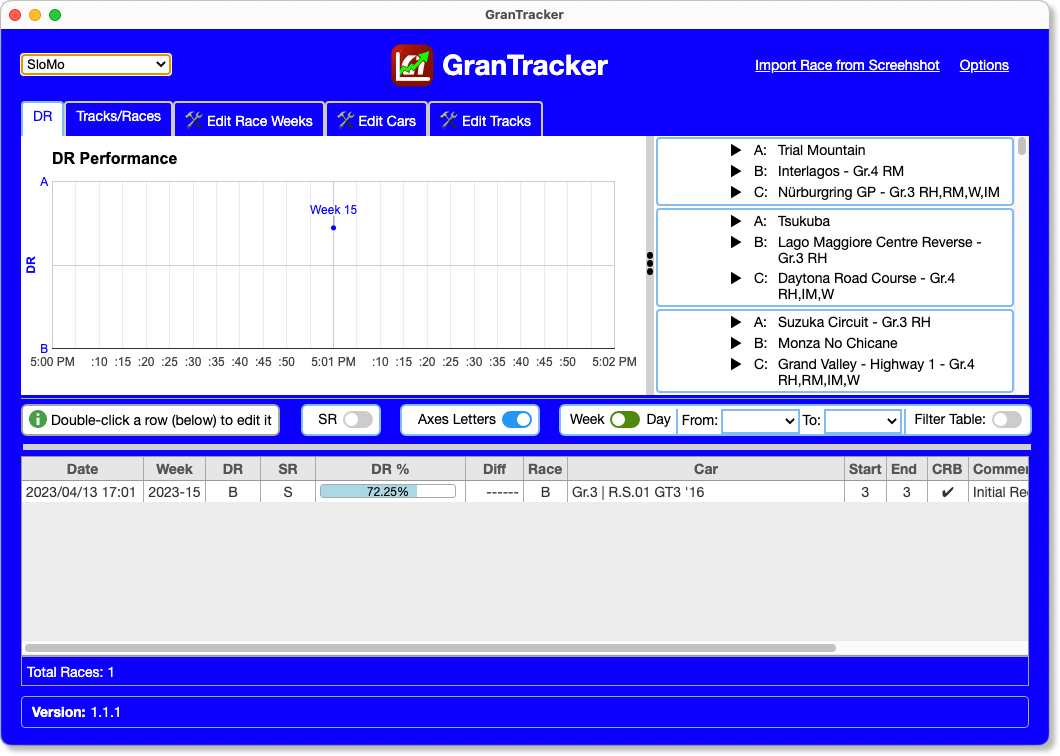 GranTracker
SloMo
GranTracker
Import Race from Screehshot
Options
DR
Tracks/Races
Edit Race Weeks
Edit Cars
Edit Tracks
DR Performance
A
Week 15
DR
B
5:00 PM :10 :15 :20 :25 :30 :35 :40 :45 :50 5:01 PM :10 :15 :20 :25 :30 :35 :40 :45 :50 5:02 PM
A: Trial Mountain
B: Interlagos - Gr.4 RM
C: Nürburgring GP - Gr.3 RH,RM,W,IM
A: Tsukuba
B: Lago Maggiore Centre Reverse -
Gr.3 RH
C: Daytona Road Course - Gr.4
RH,IM,W
A: Suzuka Circuit - Gr.3 RH
B: Monza No Chicane
C: Grand Valley - Highway 1 - Gr.4
RH,RM,IM,W
Double-click a row (below) to edit it
SR
Axes Letters
Week Day From: To: Filter Table:
Date Week DR SR DR % Diff Race Car Start End CRB Commer
2023/04/13 17:01 2023-15 B S 72.25% ------ B Gr.3 | R.S.01 GT3 '16 3 3 ✔ Initial Re
Total Races: 1
Version: 1.1.1